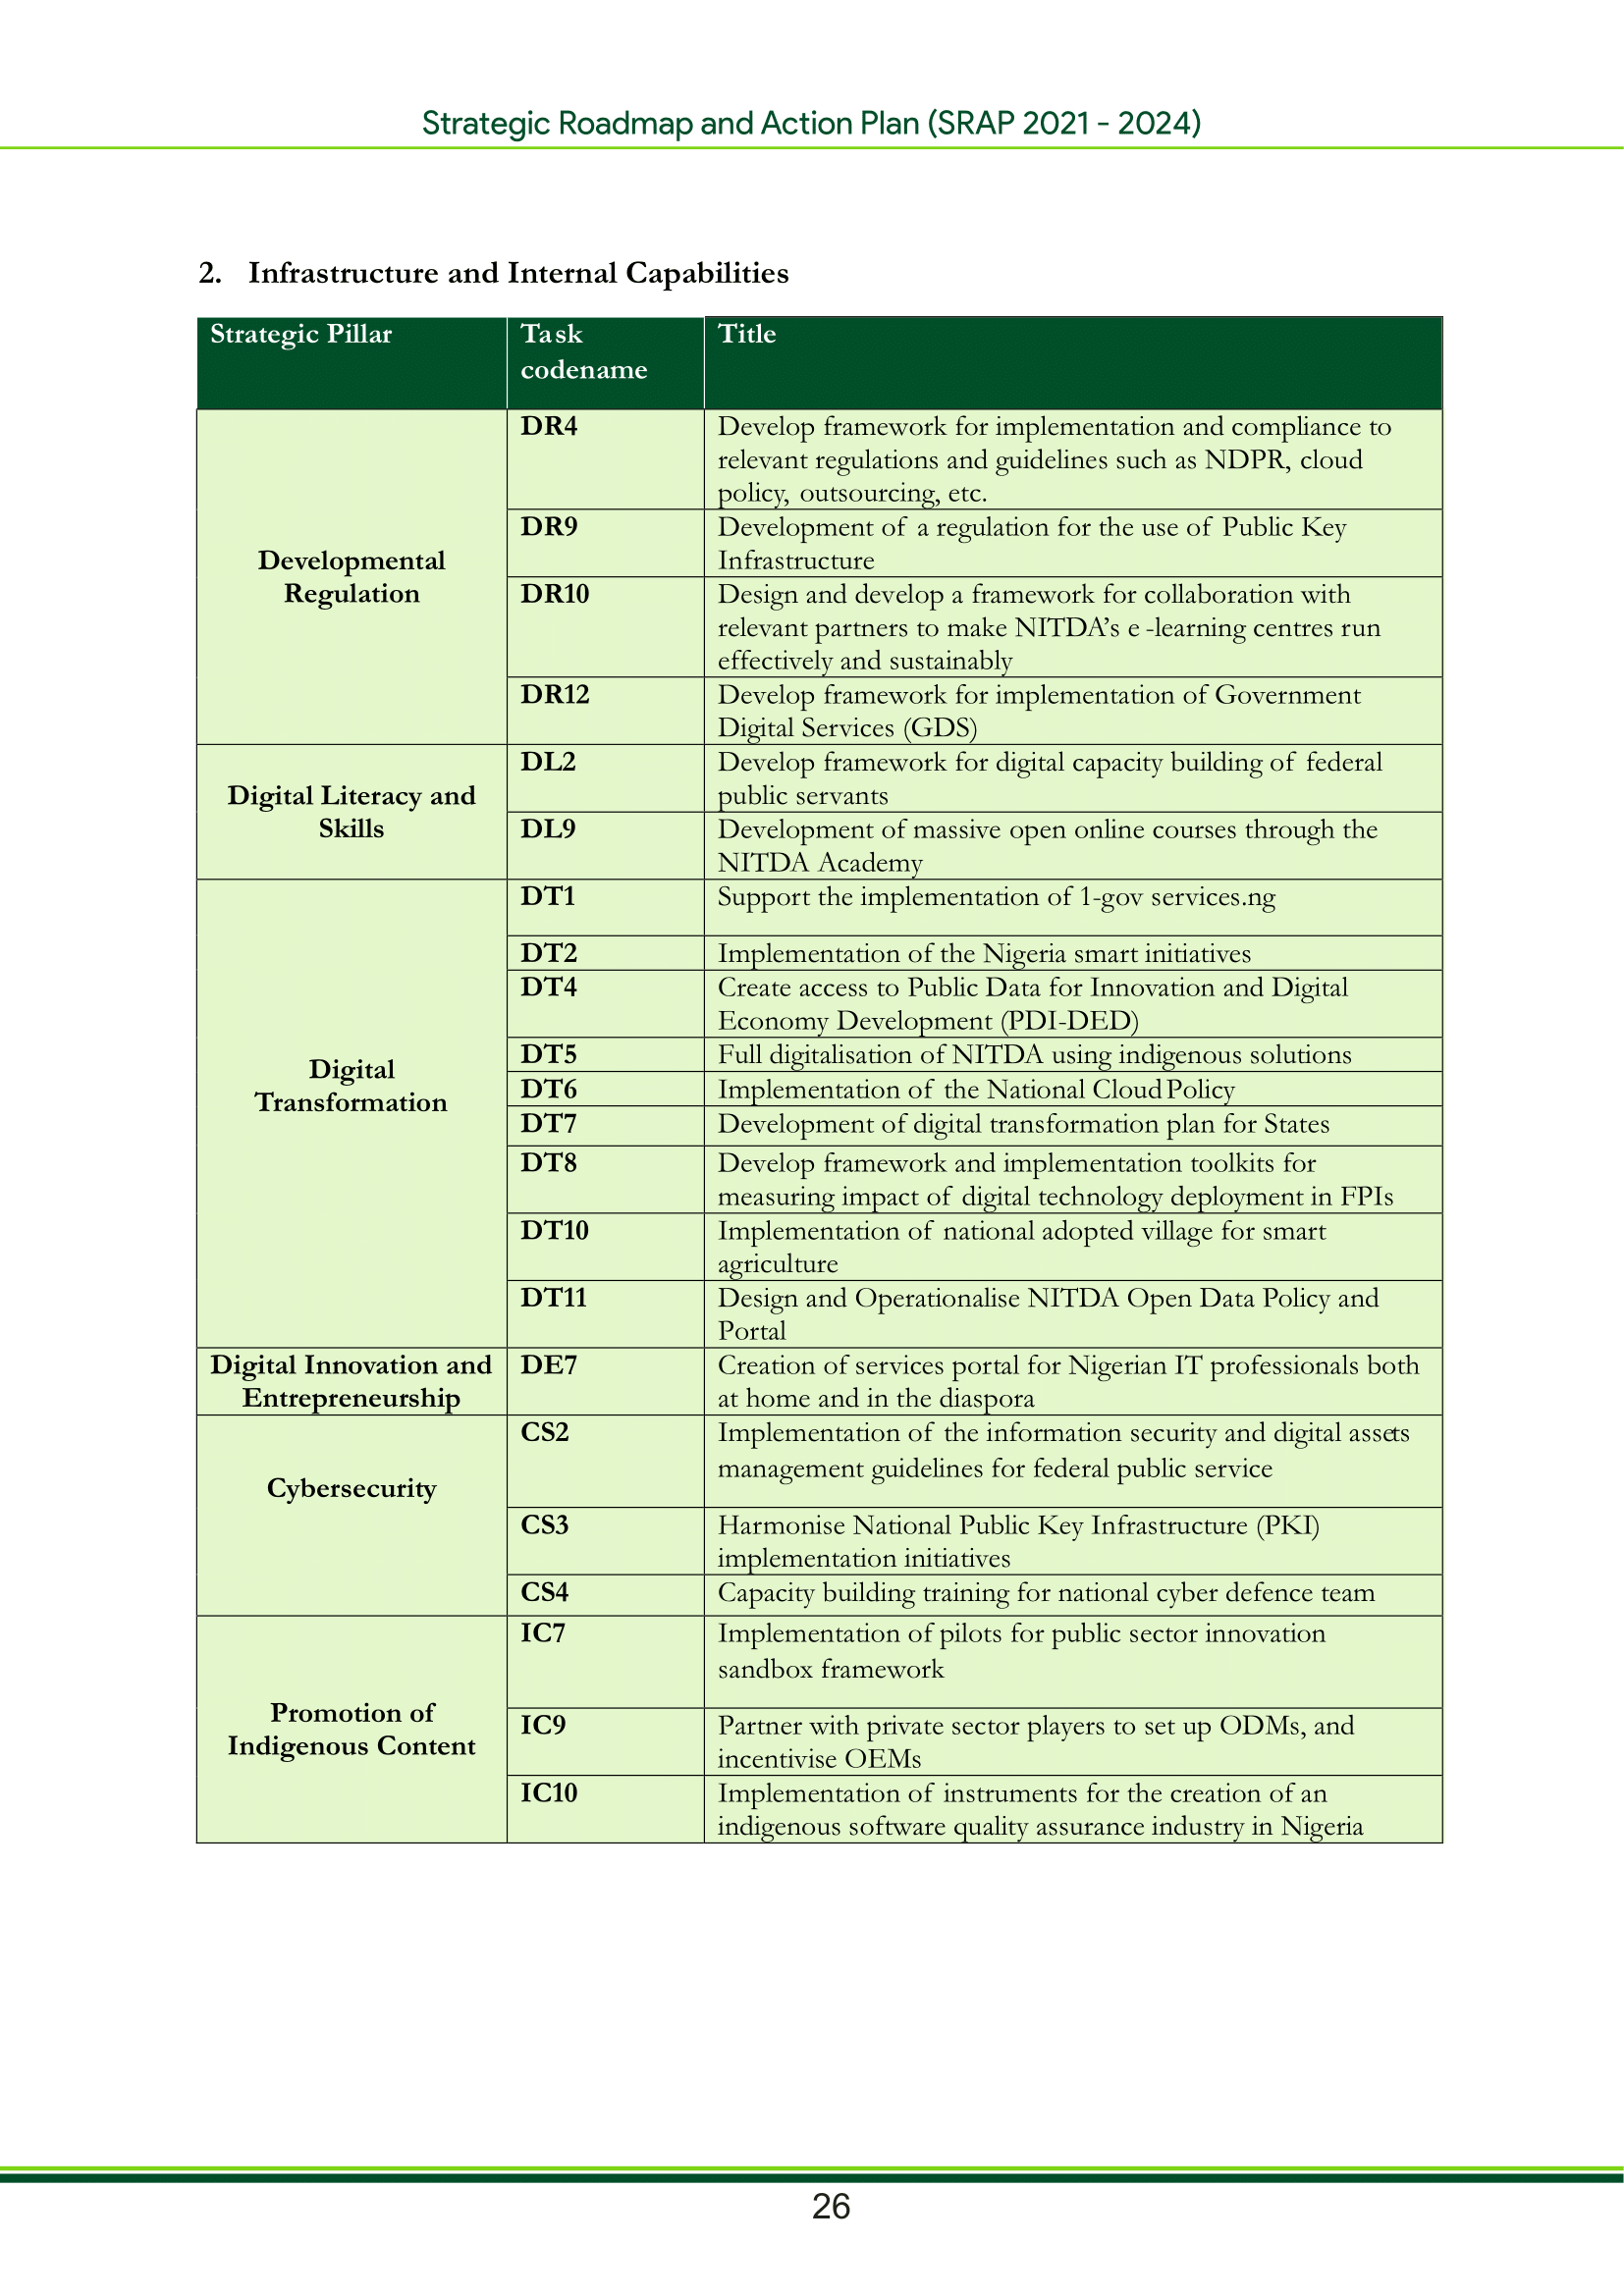 Strategic Roadmap and Action Plan (SRAP 2021 - 2024)
2. Infrastructure and Internal Capabilities
Strategic Pillar
Task
codename
Title
Developmental
Regulation
DR4
Develop framework for implementation and compliance to
relevant regulations and guidelines such as NDPR, cloud
policy, outsourcing, etc.
DR9
Development of a regulation for the use of Public Key
Infrastructure
DR10
Design and develop a framework for collaboration with
relevant partners to make NITDA’s e -learning centres run
effectively and sustainably
DR12
Develop framework for implementation of Government
Digital Services (GDS)
Digital Literacy and
Skills
DL2
Develop framework for digital capacity building of federal
public servants
DL9
Development of massive open online courses through the
NITDA Academy
Digital
Transformation
DT1
Support the implementation of 1-gov services.ng
DT2
Implementation of the Nigeria smart initiatives
DT4
Create access to Public Data for Innovation and Digital
Economy Development (PDI-DED)
DT5
Full digitalisation of NITDA using indigenous solutions
DT6
Implementation of the National Cloud Policy
DT7
Development of digital transformation plan for States
DT8
Develop framework and implementation toolkits for
measuring impact of digital technology deployment in FPIs
DT10
Implementation of national adopted village for smart
agriculture
DT11
Design and Operationalise NITDA Open Data Policy and
Portal
Digital Innovation and
Entrepreneurship
DE7
Creation of services portal for Nigerian IT professionals both
at home and in the diaspora
Cybersecurity
CS2
Implementation of the information security and digital assets
management guidelines for federal public service
CS3
Harmonise National Public Key Infrastructure (PKI)
implementation initiatives
CS4
Capacity building training for national cyber defence team
Promotion of
Indigenous Content
IC7
Implementation of pilots for public sector innovation
sandbox framework
IC9
Partner with private sector players to set up ODMs, and
incentivise OEMs
IC10
Implementation of instruments for the creation of an
indigenous software quality assurance industry in Nigeria
26